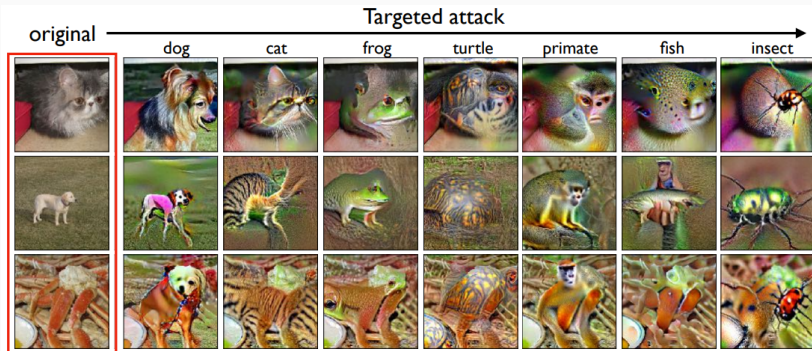 Targeted attack
original
dog cat frog turtle primate fish insect